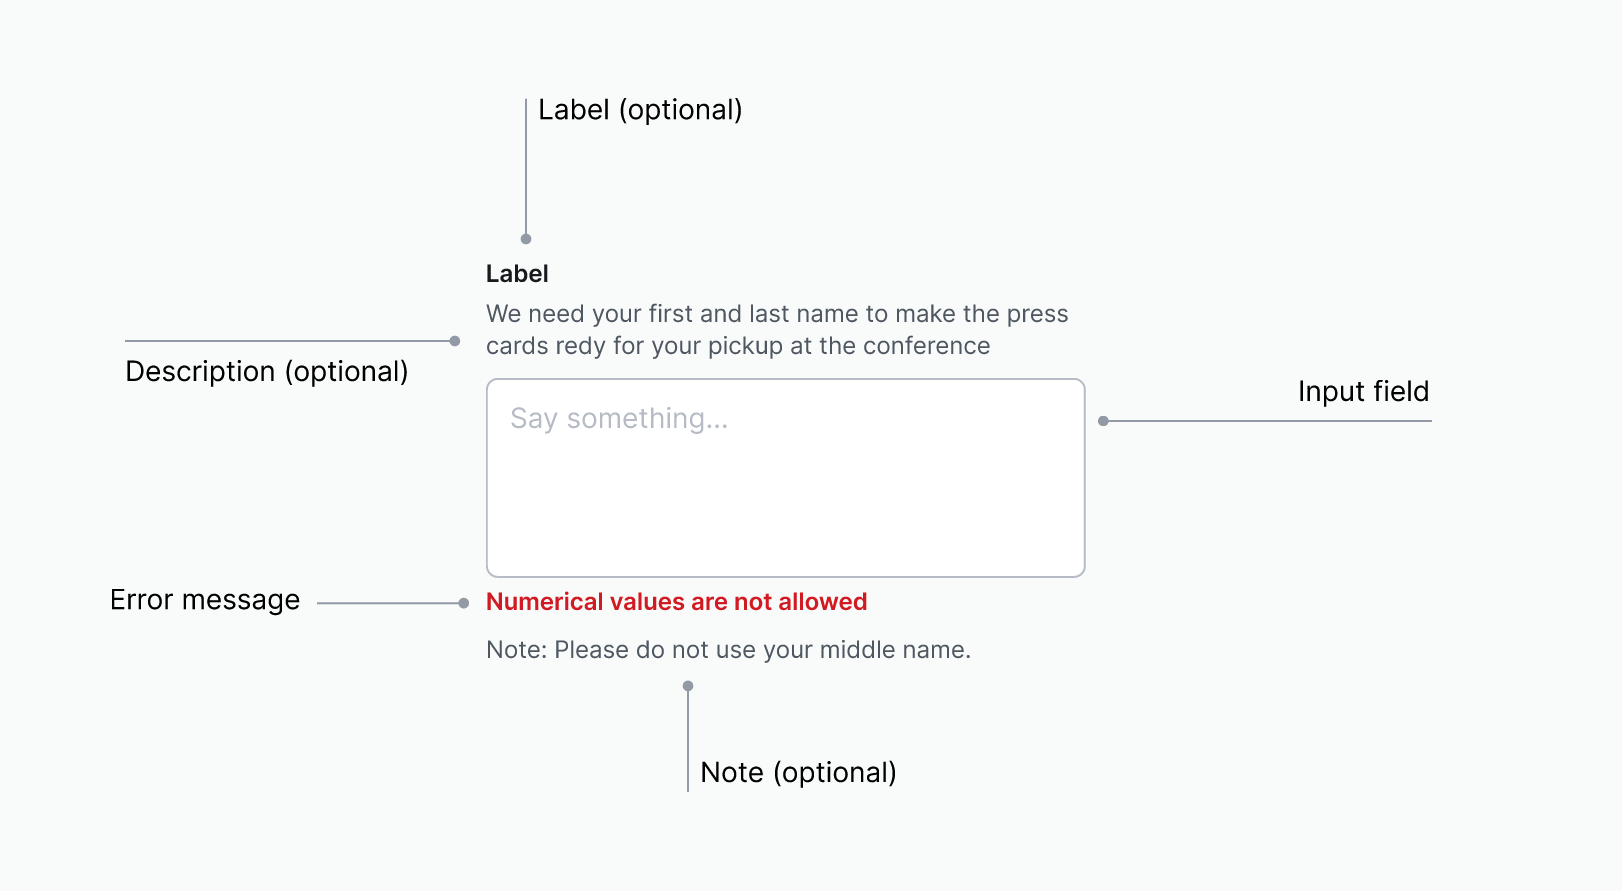 Label (optional)
Label
We need your first and last name to make the press
cards redy for your pickup at the conference
Description (optional)
Input field
Say something...
Error message
Numerical values are not allowed
Note: Please do not use your middle name.
Note (optional)